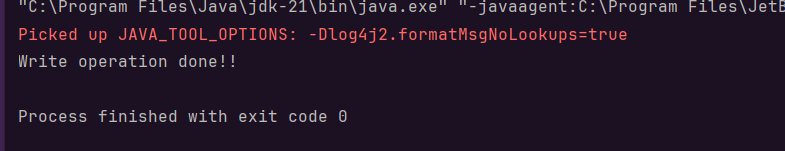 "C:\Program Files\Java\jdk-21\bin\java.exe" "-javaagent:C:\Program Files\JetB
Picked up JAVA_TOOL_OPTIONS: -Dlog4j2.formatMsgNoLookups=true
Write operation done!!
Process finished with exit code 0